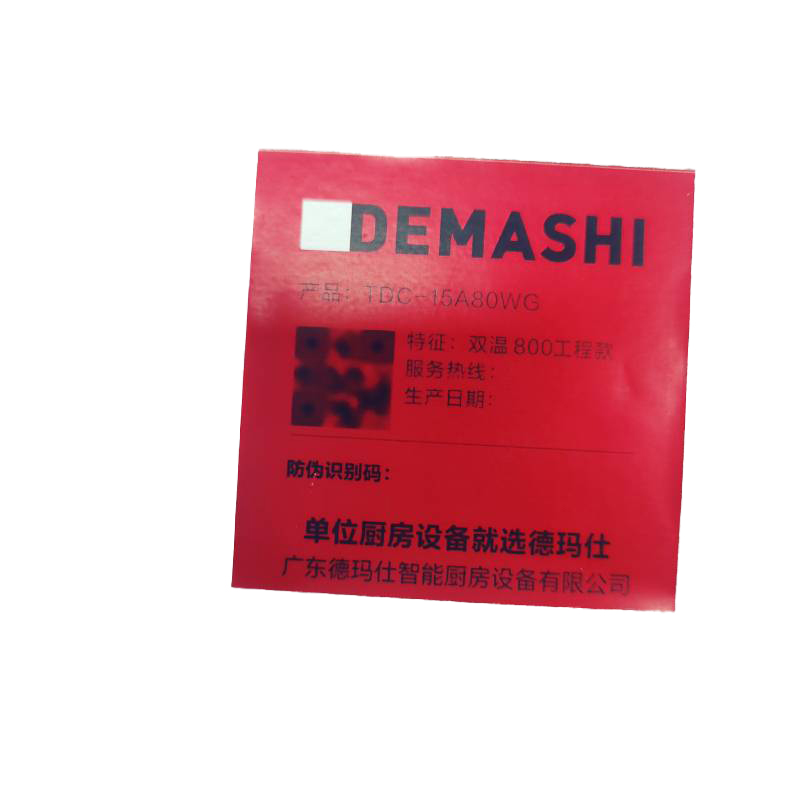 DEMASHI
产品：TDC-15A80WG
特征：双温800工程款
服务热线：
生产日期：
防伪识别码：
单位厨房设备就选德玛仕
广东德玛仕智能厨房设备有限公司